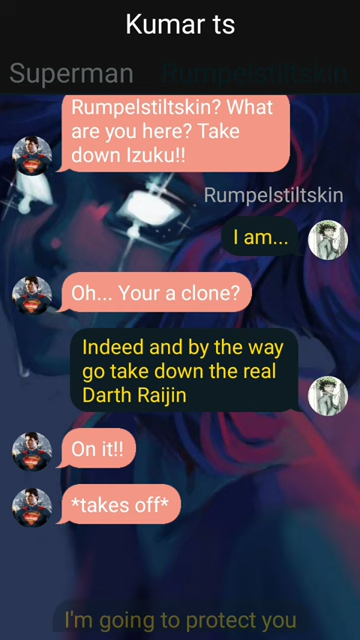 Kumar ts
Superman
Rumpelstiltskin
Rumpelstiltskin? What
are you here? Take
down Izuku!!
Rumpelstiltskin
I am...
Oh... Your a clone?
Indeed and by the way
go take down the real
Darth Raijin
On it!!
*takes off*
I'm going to protect you